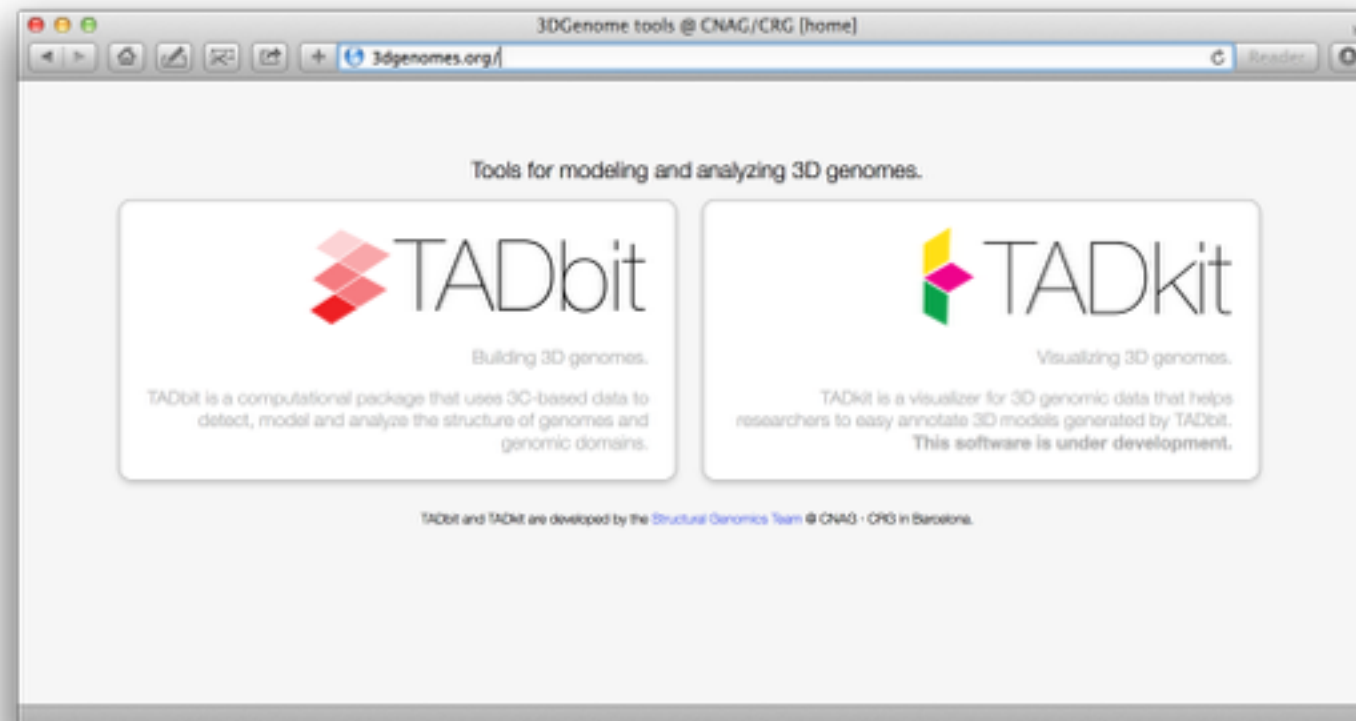 3DGenome tools @ CNAG/CRG [home]
3dgenomes.org/
Reader
Tools for modeling and analyzing 3D genomes.
TADbit
Building 3D genomes.
TADbit is a computational package that uses 3C-based data to
detect, model and analyze the structure of genomes and
genomic domains.
TADkit
Visualizing 3D genomes.
TADkit is a visualizer for 3D genomic data that helps
researchers to easy annotate 3D models generated by TADbit.
This software is under development.
TADbit and TADkit are developed by the Structural Genomics Team @ CNAG - CRG in Barcelona.